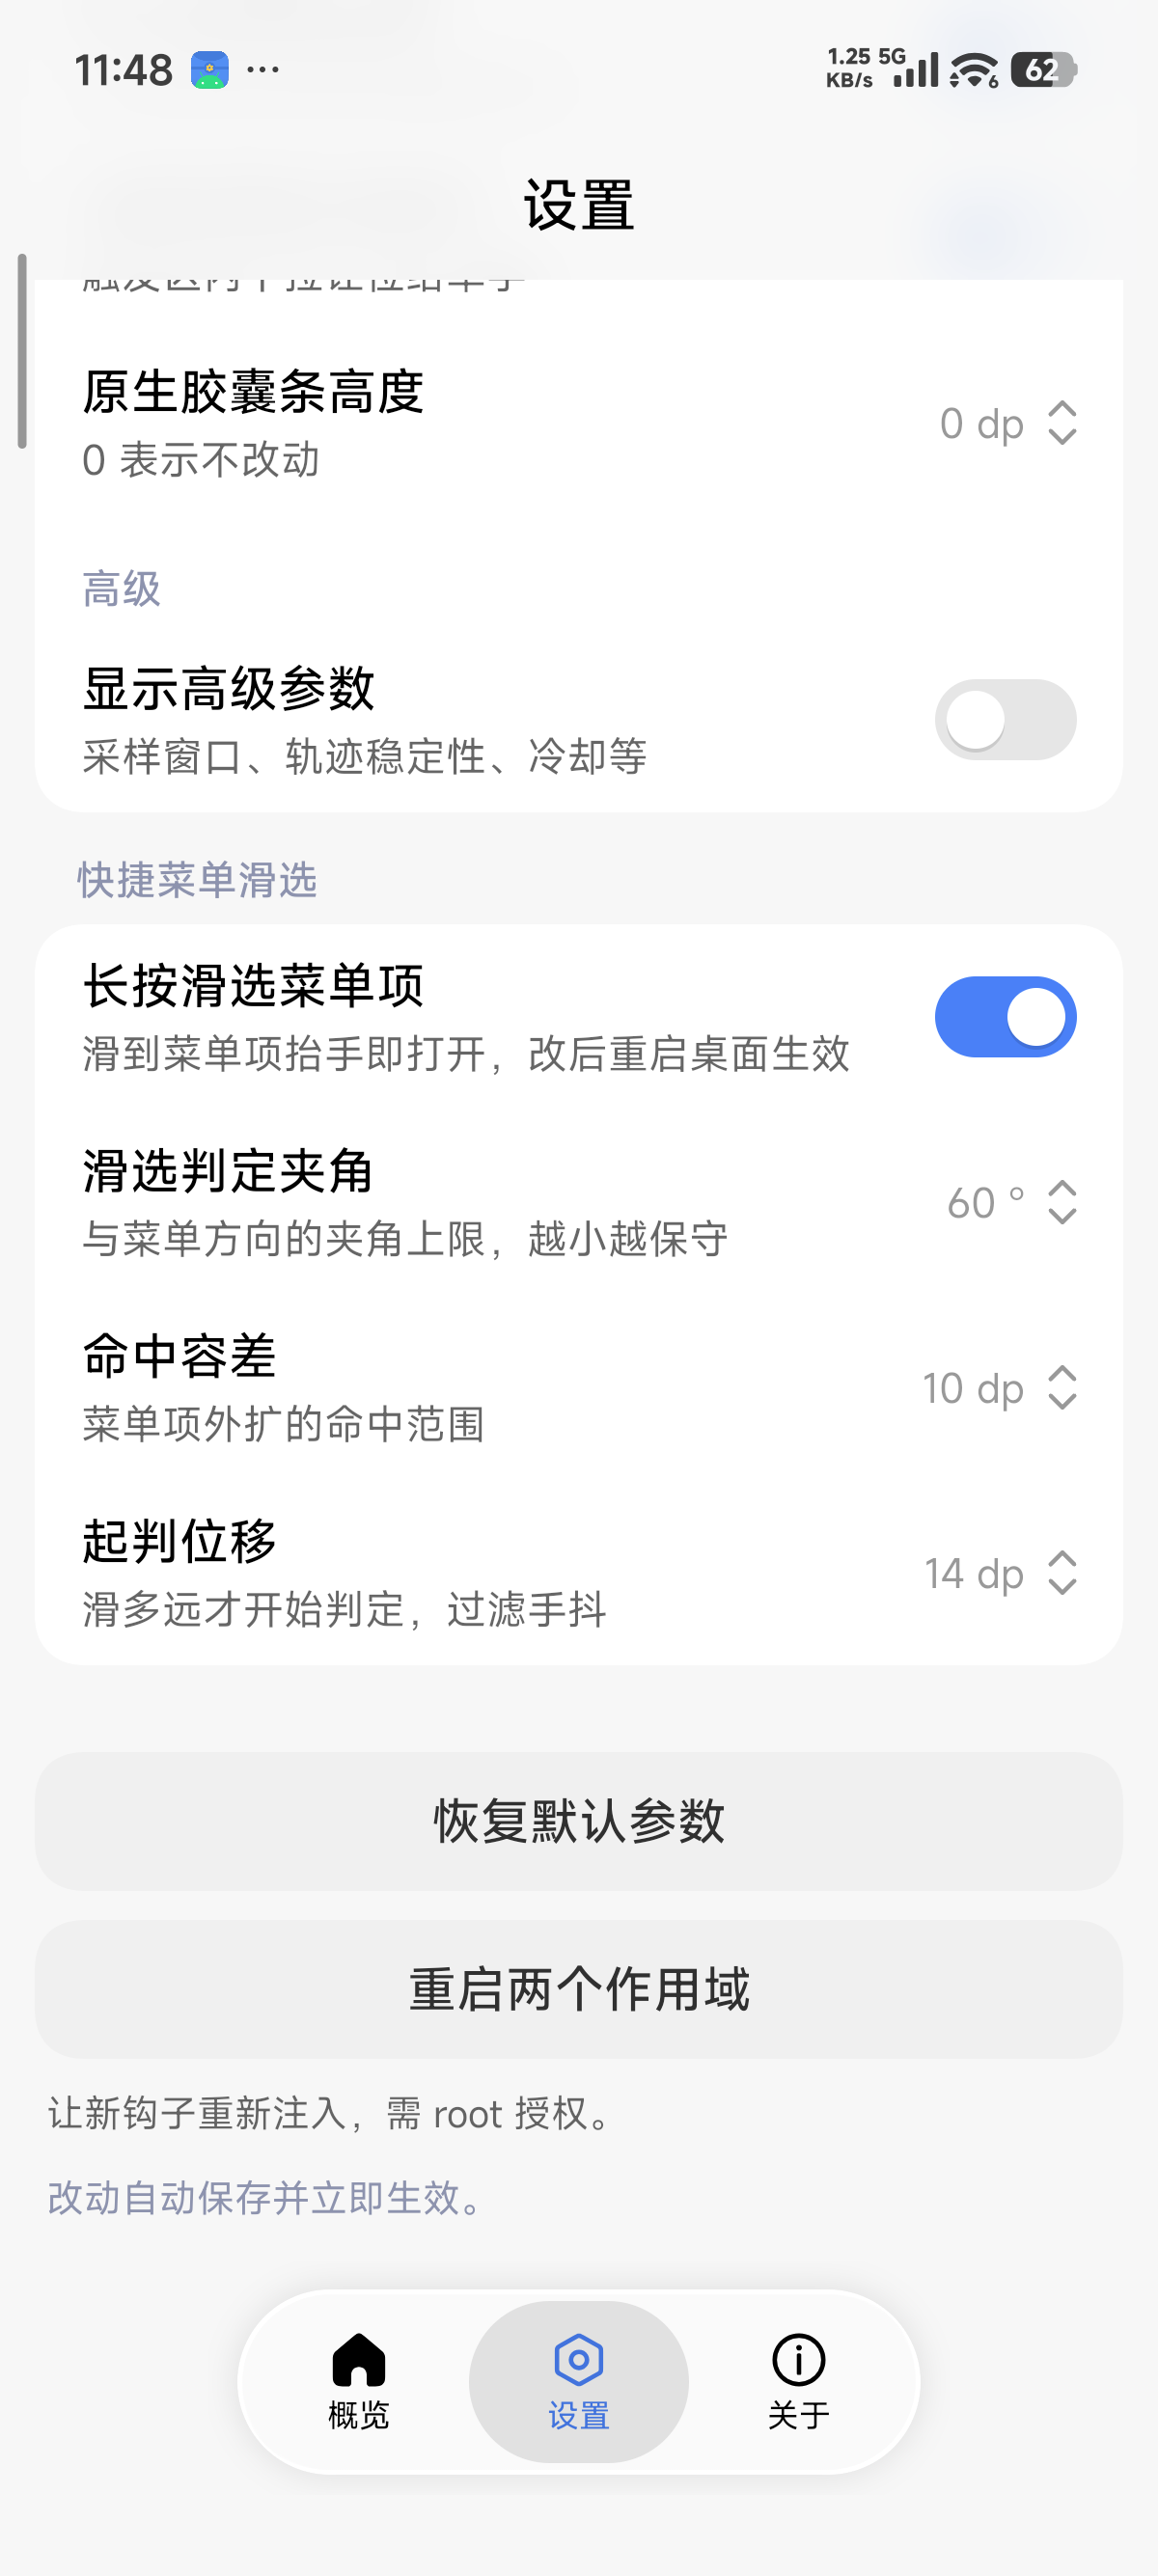 11:48 ... 1.25 KB/s 5G 6 62
设置
原生胶囊条高度
0 dp
0 表示不改动
高级
显示高级参数
采样窗口、轨迹稳定性、冷却等
快捷菜单滑选
长按滑选菜单项
滑到菜单项抬手即打开，改后重启桌面生效
滑选判定夹角
60 °
与菜单方向的夹角上限，越小越保守
命中容差
10 dp
菜单项外扩的命中范围
起判位移
14 dp
滑多远才开始判定，过滤手抖
恢复默认参数
重启两个作用域
让新钩子重新注入，需 root 授权。
改动自动保存并立即生效。
概览 设置 关于